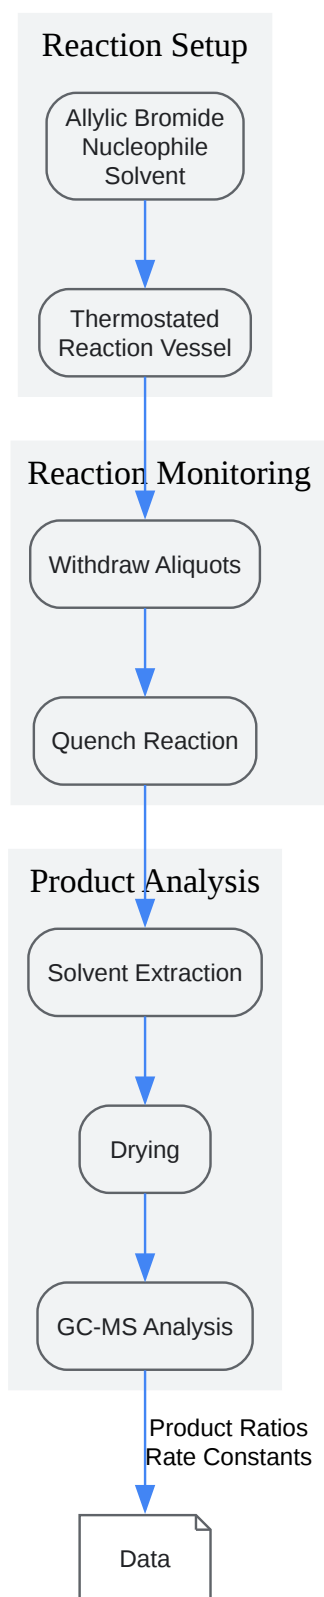 Reaction Setup
Allylic Bromide
Nucleophile
Solvent
Thermostated
Reaction Vessel
Reaction Monitoring
Withdraw Aliquots
Quench Reaction
Product Analysis
Solvent Extraction
Drying
GC-MS Analysis
Product Ratios
Rate Constants
Data